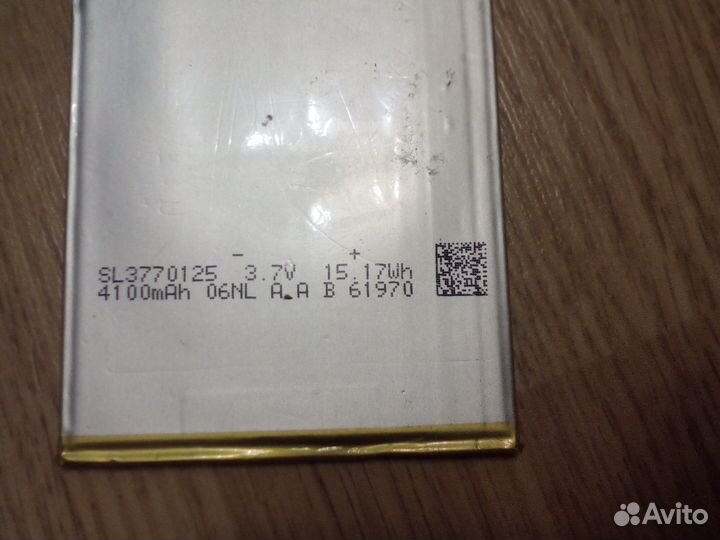 - +
SL3770125 3.7V 15.17Wh
4100mAh 06NL A.A B 61970
Avito